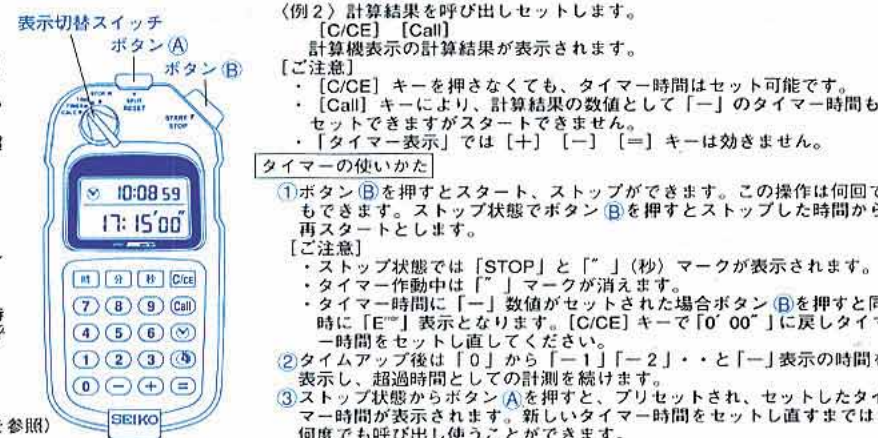 表示切替スイッチ
ボタンⒶ
ボタンⒷ
SPLIT
RESET
START
STOP
10:08 59
17:15'00"
時 分 秒 C/CE
7 8 9 Call
4 5 6
1 2 3
0 − + =
SEIKO
を参照)
〈例2〉計算結果を呼び出しセットします。
[C/CE] [Call]
計算機表示の計算結果が表示されます。
[ご注意]
・ [C/CE] キーを押さなくても、タイマー時間はセット可能です。
・ [Call] キーにより、計算結果の数値として「−」のタイマー時間も
セットできますがスタートできません。
・「タイマー表示」では [+] [−] [=] キーは効きません。
タイマーの使いかた
①ボタンⒷを押すとスタート、ストップができます。この操作は何回で
もできます。ストップ状態でボタンⒷを押すとストップした時間から
再スタートとします。
[ご注意]
・ストップ状態では「STOP」と「"」(秒) マークが表示されます。
・タイマー作動中は「"」マークが消えます。
・タイマー時間に「−」数値がセットされた場合ボタンⒷを押すと同
時に「E」表示となります。[C/CE] キーで「0' 00"」に戻しタイマ
ー時間をセットし直してください。
②タイムアップ後は「0」から「−1」「−2」・・と「−」表示の時間を
表示し、超過時間としての計測を続けます。
③ストップ状態からボタンⒶを押すと、プリセットされ、セットしたタイ
マー時間が表示されます。新しいタイマー時間をセットし直すまでは
何度でも呼び出し使うことができます。